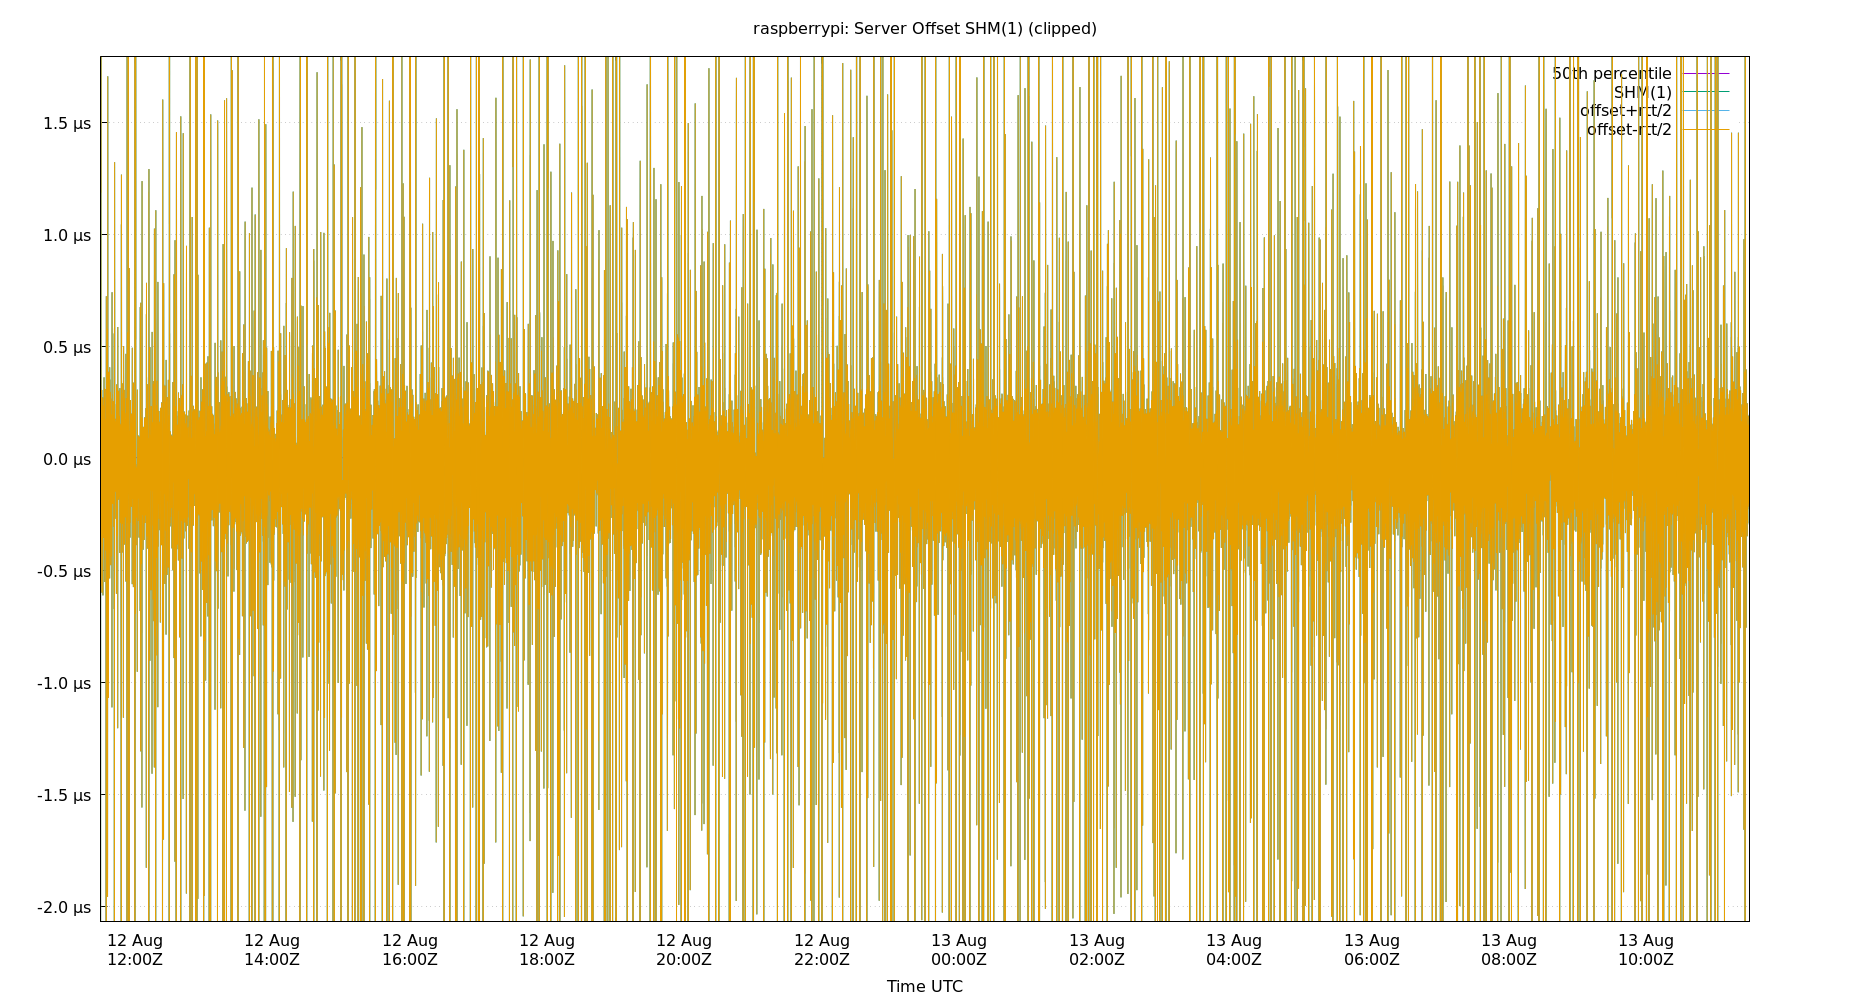 raspberrypi: Server Offset SHM(1) (clipped)
50th percentile
SHM(1)
offset+rtt/2
offset-rtt/2
1.5 µs
1.0 µs
0.5 µs
0.0 µs
-0.5 µs
-1.0 µs
-1.5 µs
-2.0 µs
12 Aug 12 Aug 12 Aug 12 Aug 12 Aug 12 Aug 13 Aug 13 Aug 13 Aug 13 Aug 13 Aug 13 Aug
12:00Z 14:00Z 16:00Z 18:00Z 20:00Z 22:00Z 00:00Z 02:00Z 04:00Z 06:00Z 08:00Z 10:00Z
Time UTC